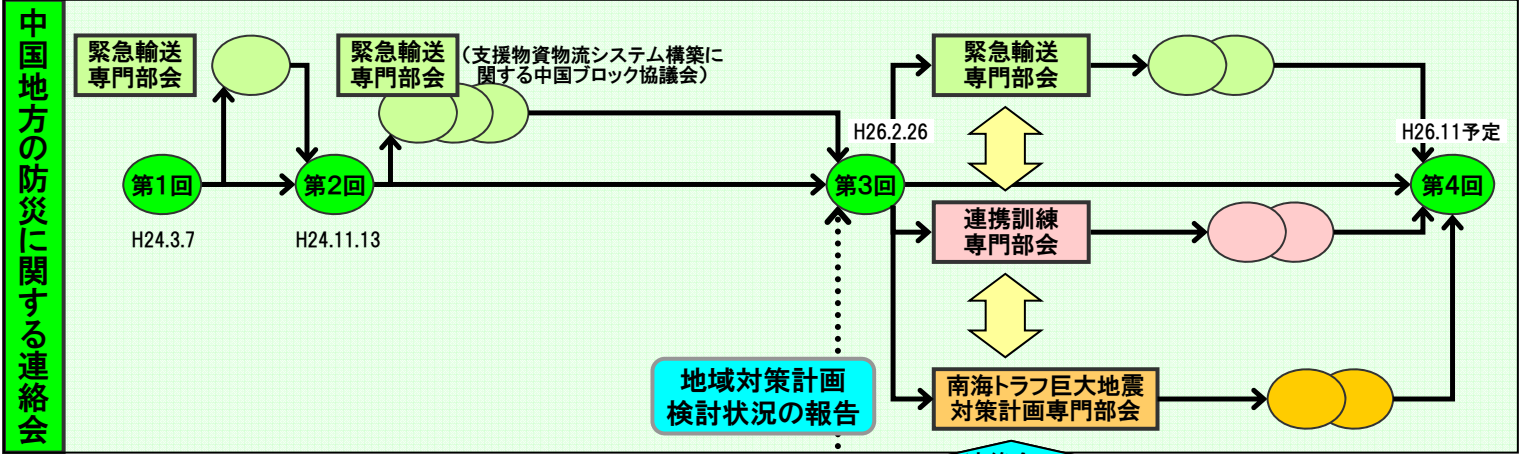 中国地方の防災に関する連絡会
緊急輸送
専門部会
緊急輸送
専門部会
(支援物資物流システム構築に
関する中国ブロック協議会)
緊急輸送
専門部会
H26.2.26
H26.11予定
第1回
第2回
第3回
第4回
H24.3.7
H24.11.13
連携訓練
専門部会
地域対策計画
検討状況の報告
南海トラフ巨大地震
対策計画専門部会